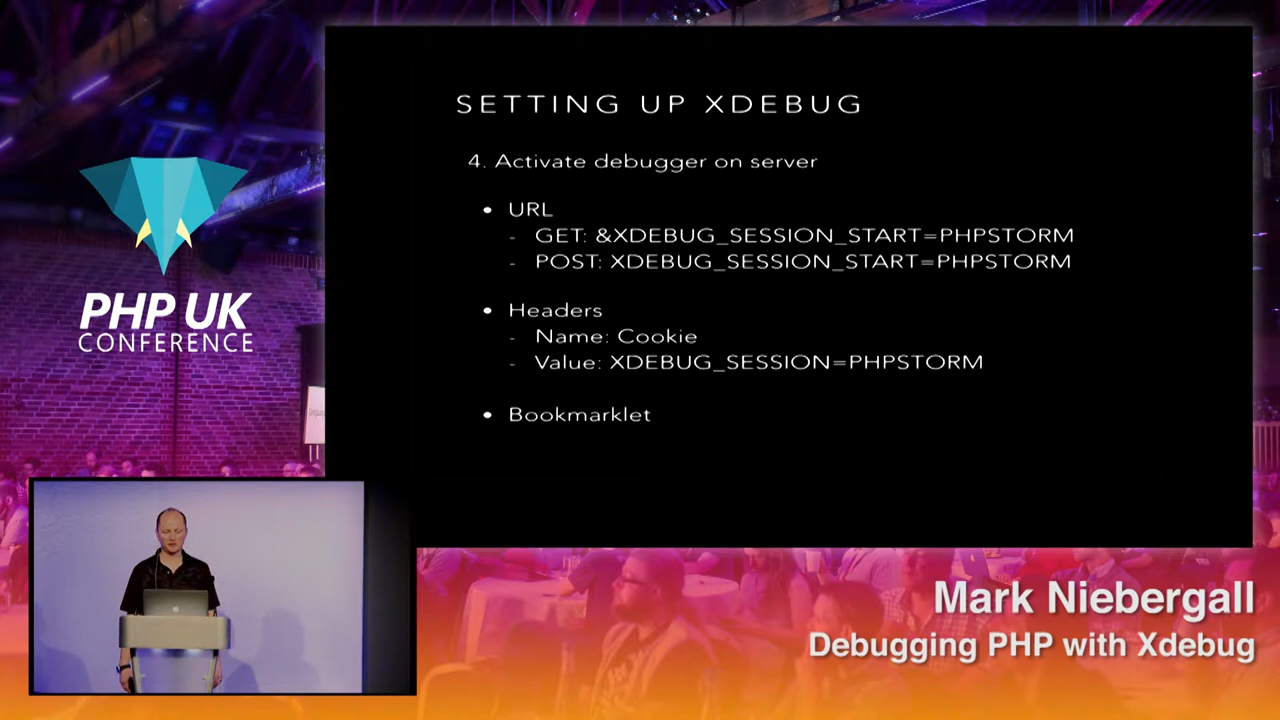 SETTING UP XDEBUG
4. Activate debugger on server
• URL
- GET: &XDEBUG_SESSION_START=PHPSTORM
- POST: XDEBUG_SESSION_START=PHPSTORM
• Headers
- Name: Cookie
- Value: XDEBUG_SESSION=PHPSTORM
• Bookmarklet
PHP UK
CONFERENCE
Mark Niebergall
Debugging PHP with Xdebug